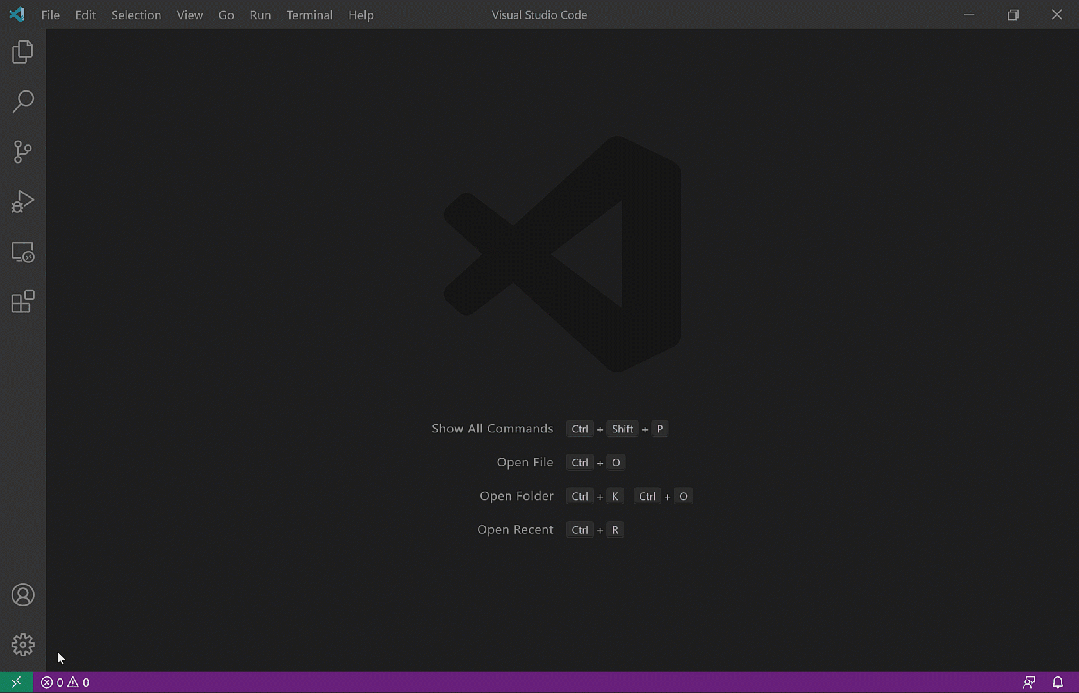 File Edit Selection View Go Run Terminal Help Visual Studio Code
Show All Commands Ctrl + Shift + P
Open File Ctrl + O
Open Folder Ctrl + K Ctrl + O
Open Recent Ctrl + R
0 0